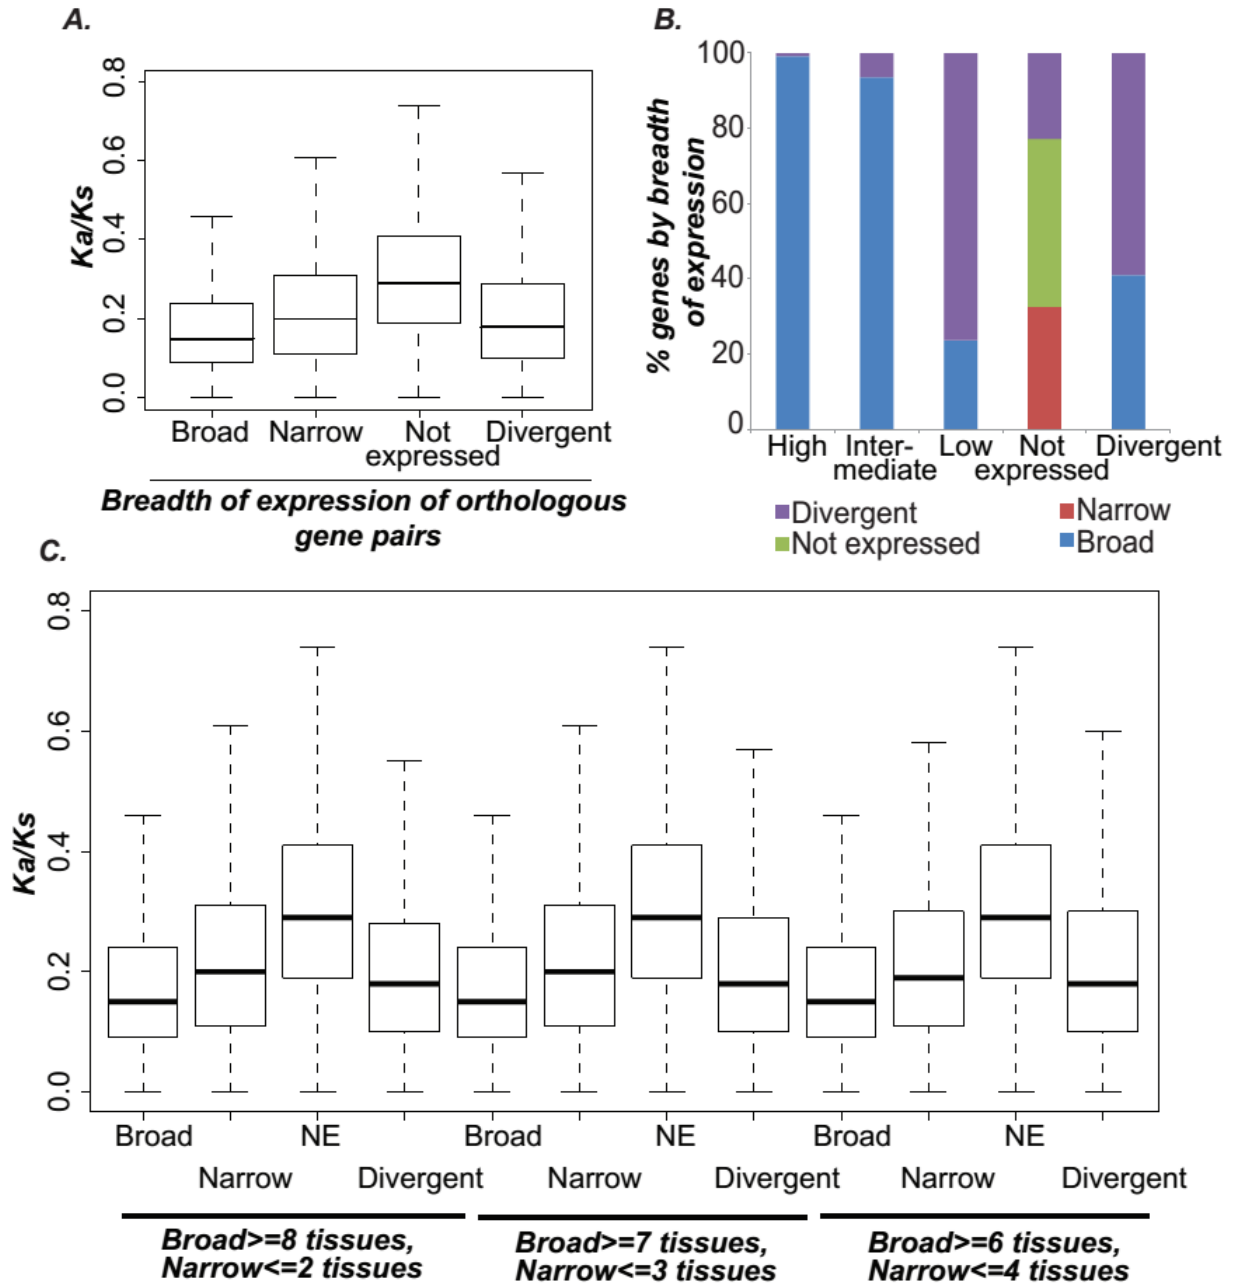 A.
0.8
0.6
0.4
0.2
0.0
Ka/Ks
Broad
Narrow
Not
expressed
Divergent
Breadth of expression of orthologous
gene pairs
B.
100
80
60
40
20
0
% genes by breadth
of expression
High
Inter-
mediate
Low
Not
expressed
Divergent
Divergent
Narrow
Not expressed
Broad
C.
0.8
0.6
0.4
0.2
0.0
Ka/Ks
Broad
Narrow
NE
Divergent
Broad
Narrow
NE
Divergent
Broad
Narrow
NE
Divergent
Broad>=8 tissues,
Narrow<=2 tissues
Broad>=7 tissues,
Narrow<=3 tissues
Broad>=6 tissues,
Narrow<=4 tissues